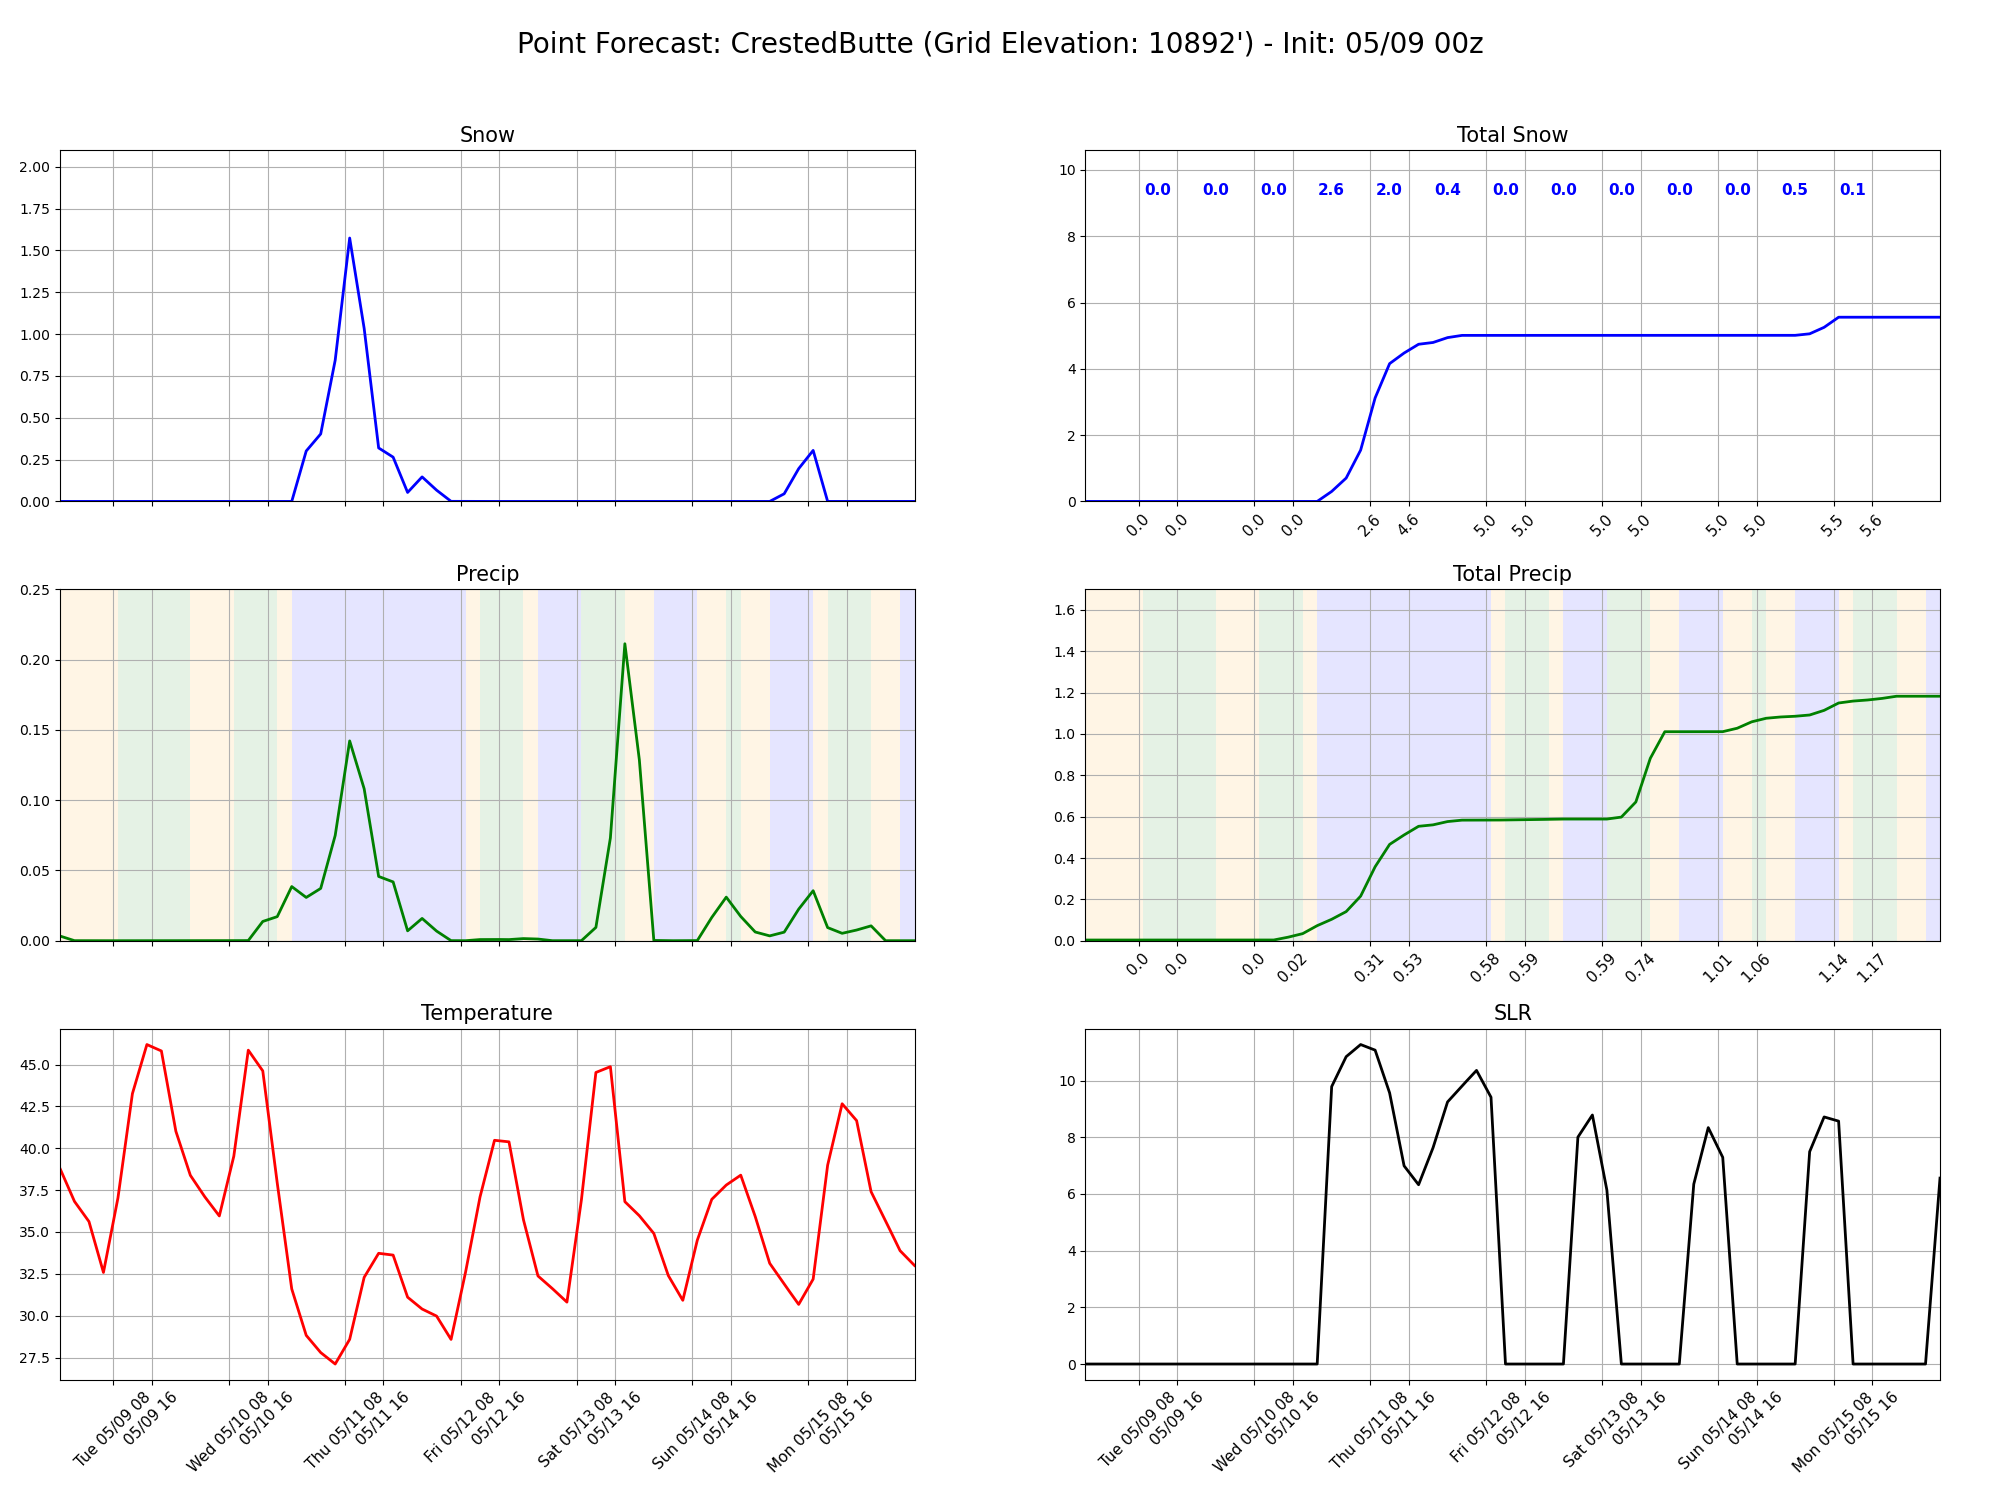 Point Forecast: CrestedButte (Grid Elevation: 10892') - Init: 05/09 00z
Snow
2.00
1.75
1.50
1.25
1.00
0.75
0.50
0.25
0.00
Total Snow
10
8
6
4
2
0
0.0 0.0 0.0 2.6 2.0 0.4 0.0 0.0 0.0 0.0 0.0 0.5 0.1
0.0 0.0 0.0 0.0 2.6 4.6 5.0 5.0 5.0 5.0 5.0 5.0 5.5 5.6
Precip
0.25
0.20
0.15
0.10
0.05
0.00
Total Precip
1.6
1.4
1.2
1.0
0.8
0.6
0.4
0.2
0.0
0.0 0.0 0.0 0.02 0.31 0.53 0.58 0.59 0.59 0.74 1.01 1.06 1.14 1.17
Temperature
45.0
42.5
40.0
37.5
35.0
32.5
30.0
27.5
Tue 05/09 08
05/09 16
Wed 05/10 08
05/10 16
Thu 05/11 08
05/11 16
Fri 05/12 08
05/12 16
Sat 05/13 08
05/13 16
Sun 05/14 08
05/14 16
Mon 05/15 08
05/15 16
SLR
10
8
6
4
2
0
Tue 05/09 08
05/09 16
Wed 05/10 08
05/10 16
Thu 05/11 08
05/11 16
Fri 05/12 08
05/12 16
Sat 05/13 08
05/13 16
Sun 05/14 08
05/14 16
Mon 05/15 08
05/15 16